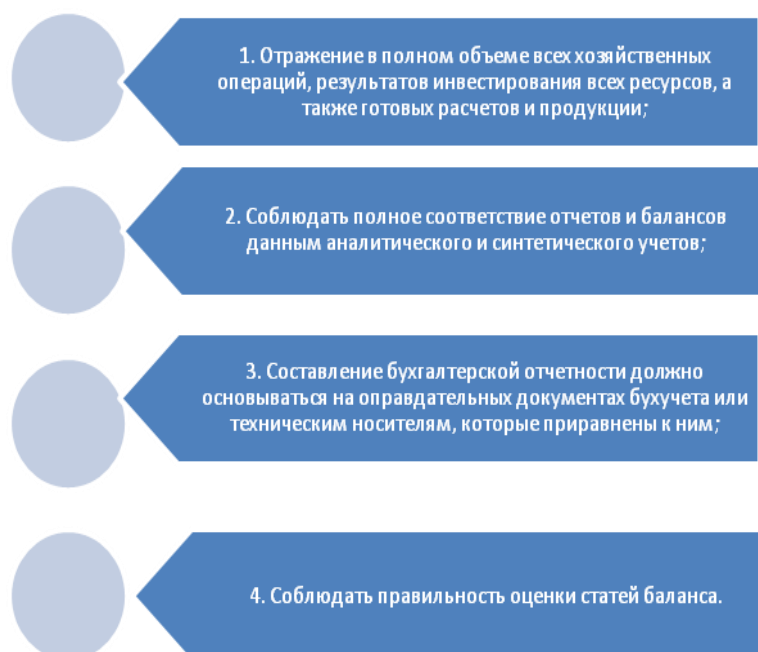 1. Отражение в полном объеме всех хозяйственных
операций, результатов инвестирования всех ресурсов, а
также готовых расчетов и продукции;
2. Соблюдать полное соответствие отчетов и балансов
данным аналитического и синтетического учетов;
3. Составление бухгалтерской отчетности должно
основываться на оправдательных документах бухучета или
техническим носителям, которые приравнены к ним;
4. Соблюдать правильность оценки статей баланса.